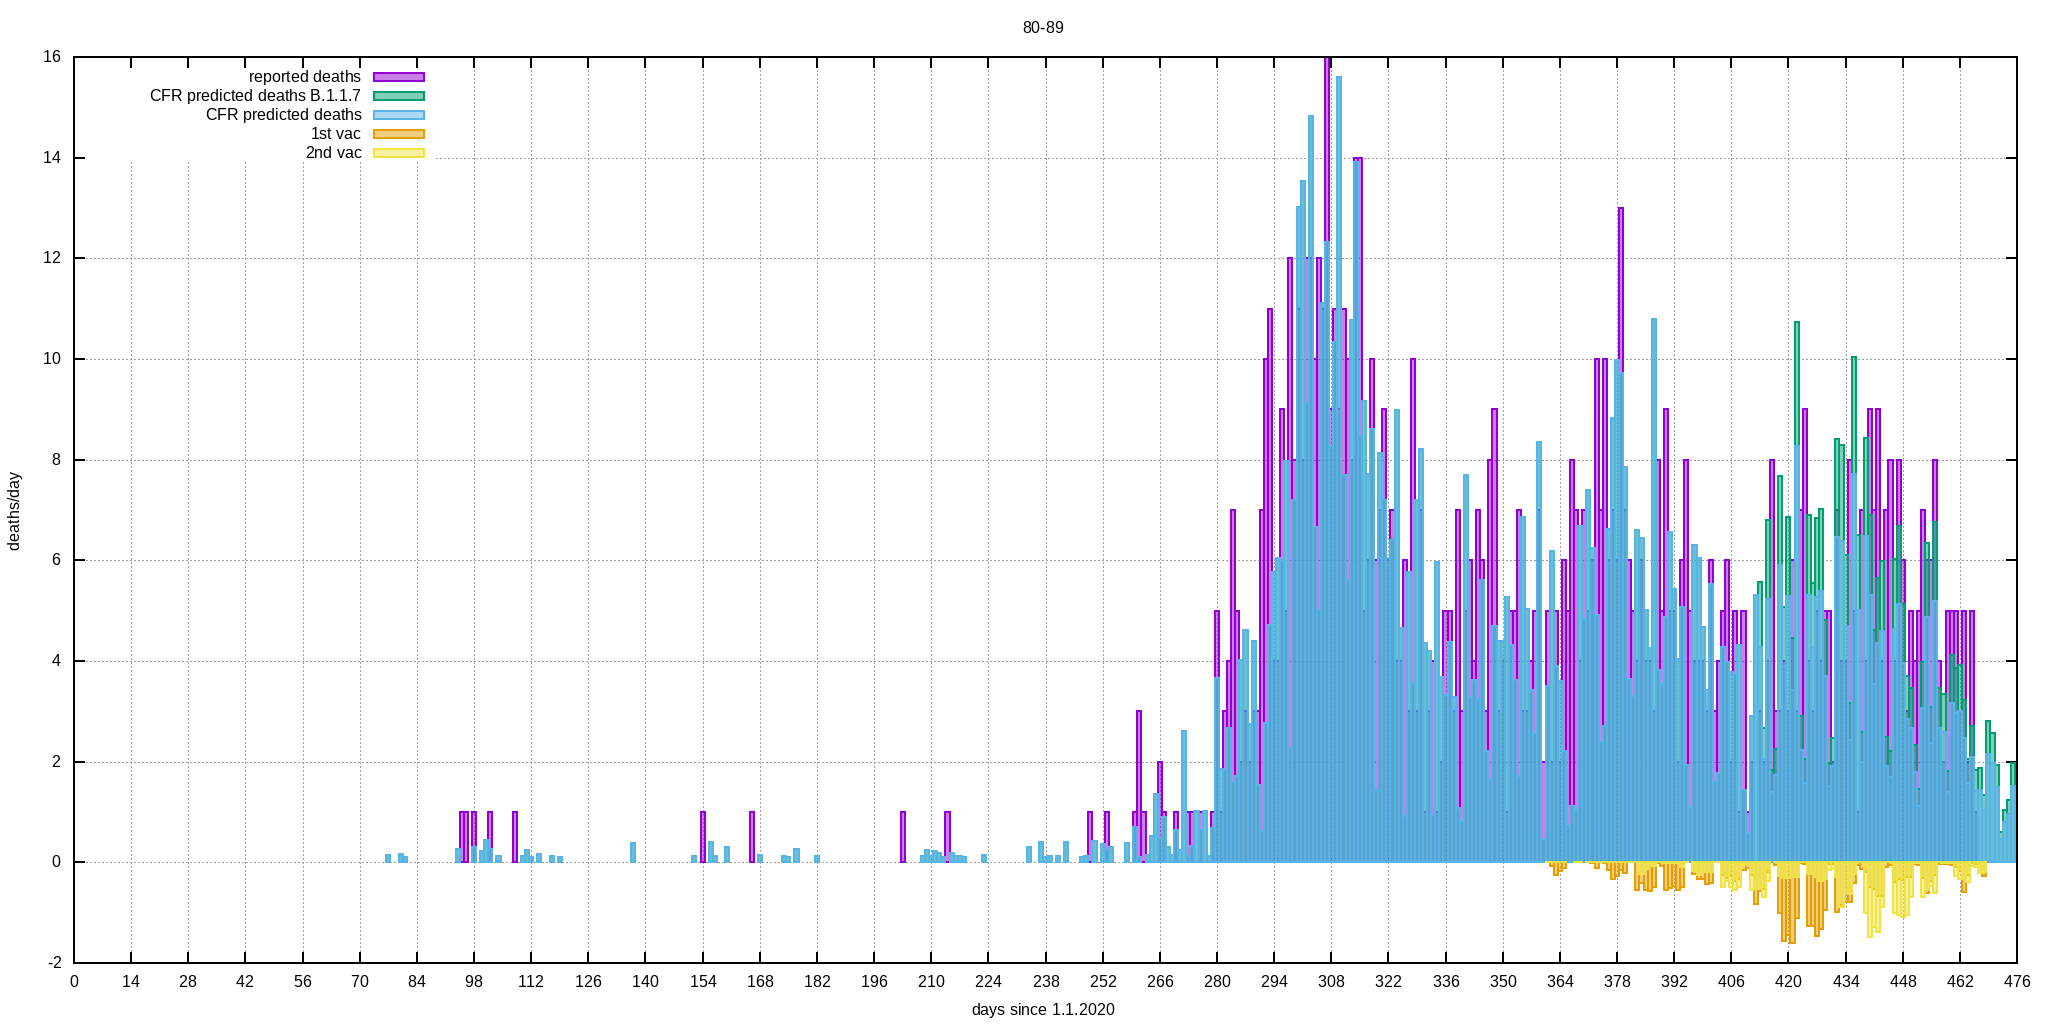 80-89
reported deaths
CFR predicted deaths B.1.1.7
CFR predicted deaths
1st vac
2nd vac
16
14
12
10
8
6
4
2
0
-2
deaths/day
0 14 28 42 56 70 84 98 112 126 140 154 168 182 196 210 224 238 252 266 280 294 308 322 336 350 364 378 392 406 420 434 448 462 476
days since 1.1.2020